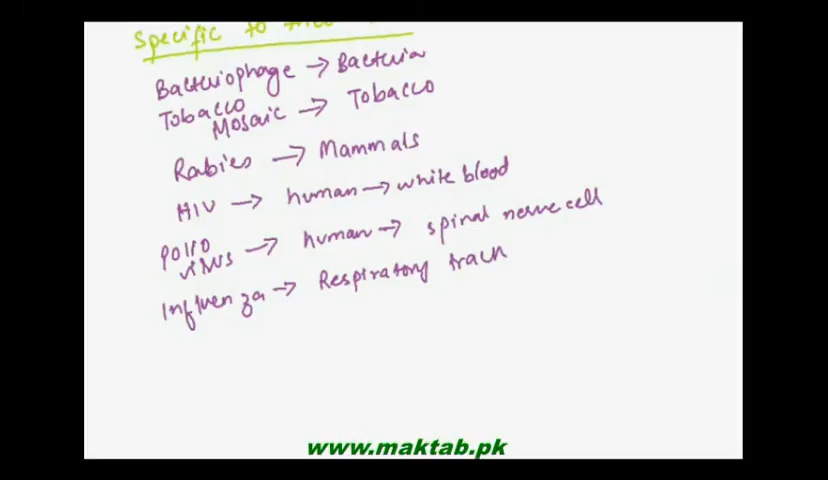 Specific to
Bacteriophage → Bacteria
Tobacco
Mosaic → Tobacco
Rabies → Mammals
HIV → human → white blood
Polio
virus → human → spinal nerve cell
Influenza → Respiratory track
www.maktab.pk